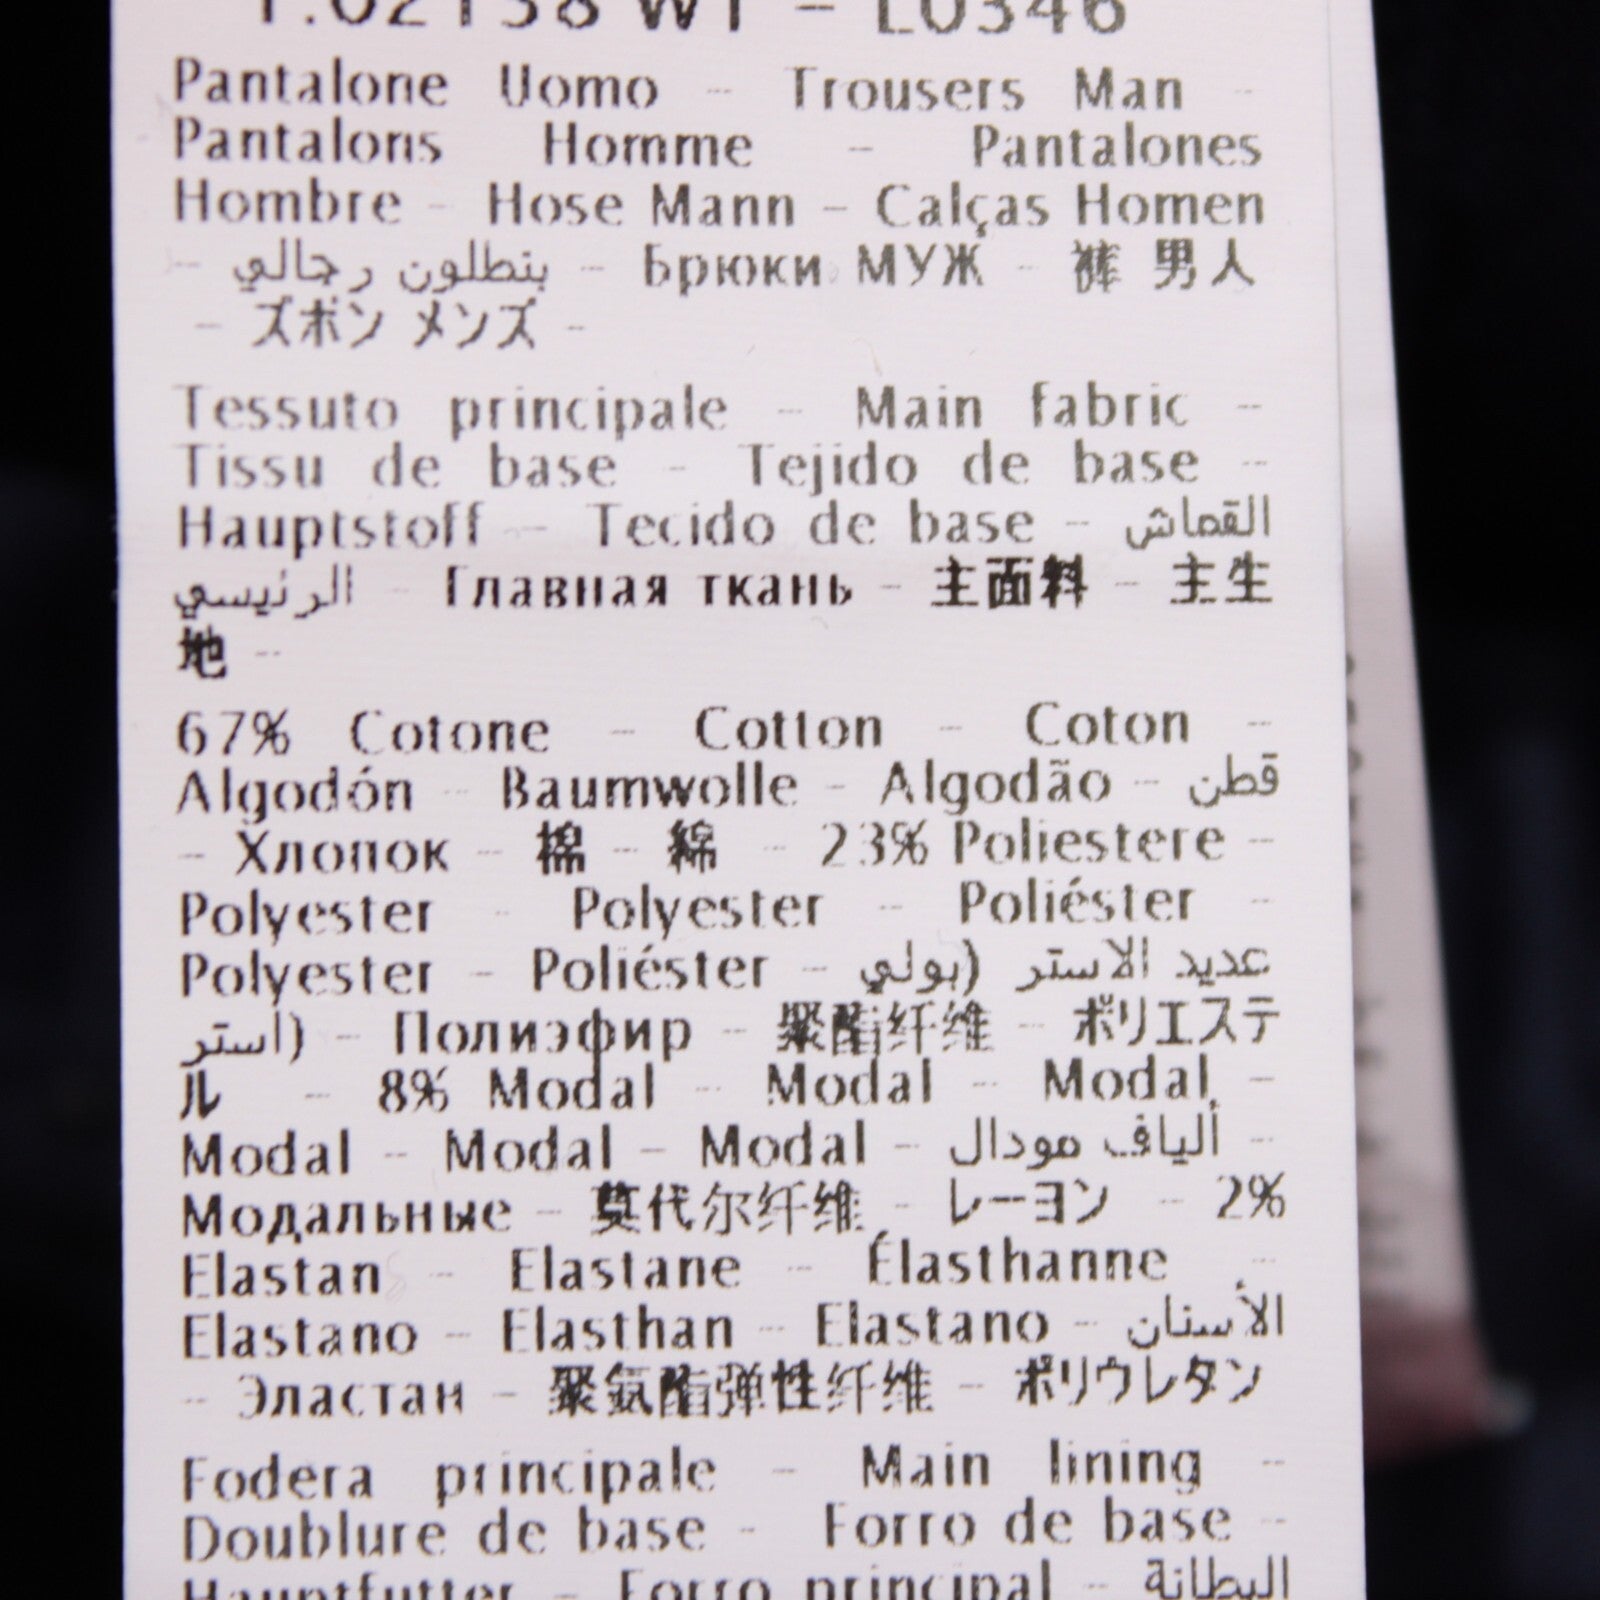 Pantalone Uomo - Trousers Man -
Pantalons Homme - Pantalones
Hombre - Hose Mann - Calças Homen
- بنطلون رجالي - Брюки МУЖ - 裤 男人
- ズボン メンズ -
Tessuto principale - Main fabric -
Tissu de base - Tejido de base -
Hauptstoff - Tecido de base - القماش
الرئيسي - Главная ткань - 主面料 - 主生
地 -
67% Cotone - Cotton - Coton -
Algodón - Baumwolle - Algodão - قطن
- Хлопок - 棉 - 綿 - 23% Poliestere -
Polyester - Polyester - Poliéster -
Polyester - Poliéster - عديد الاستر (بولي
استر) - Полиэфир - 聚酯纤维 - ポリエステ
ル - 8% Modal - Modal - Modal -
Modal - Modal - Modal - ألياف مودال -
Модальные - 莫代尔纤维 - レーヨン - 2%
Elastan - Elastane - Élasthanne -
Elastano - Elasthan - Elastano - الأسنان
- Эластан - 聚氨酯弹性纤维 - ポリウレタン
Fodera principale - Main lining -
Doublure de base - Forro de base -
Hauptfutter - Forro principal - البطانة